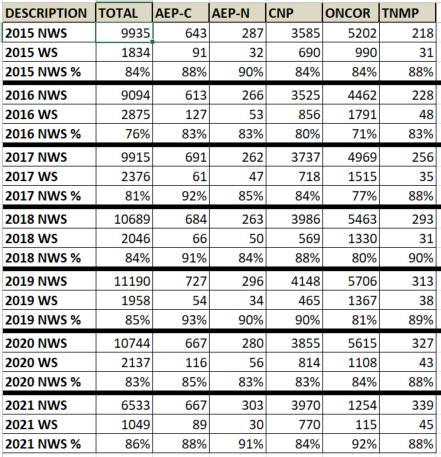 DESCRIPTION TOTAL AEP-C AEP-N CNP ONCOR TNMP
2015 NWS 9935 643 287 3585 5202 218
2015 WS 1834 91 32 690 990 31
2015 NWS % 84% 88% 90% 84% 84% 88%
2016 NWS 9094 613 266 3525 4462 228
2016 WS 2875 127 53 856 1791 48
2016 NWS % 76% 83% 83% 80% 71% 83%
2017 NWS 9915 691 262 3737 4969 256
2017 WS 2376 61 47 718 1515 35
2017 NWS % 81% 92% 85% 84% 77% 88%
2018 NWS 10689 684 263 3986 5463 293
2018 WS 2046 66 50 569 1330 31
2018 NWS % 84% 91% 84% 88% 80% 90%
2019 NWS 11190 727 296 4148 5706 313
2019 WS 1958 54 34 465 1367 38
2019 NWS % 85% 93% 90% 90% 81% 89%
2020 NWS 10744 667 280 3855 5615 327
2020 WS 2137 116 56 814 1108 43
2020 NWS % 83% 85% 83% 83% 84% 88%
2021 NWS 6533 667 303 3970 1254 339
2021 WS 1049 89 30 770 115 45
2021 NWS % 86% 88% 91% 84% 92% 88%